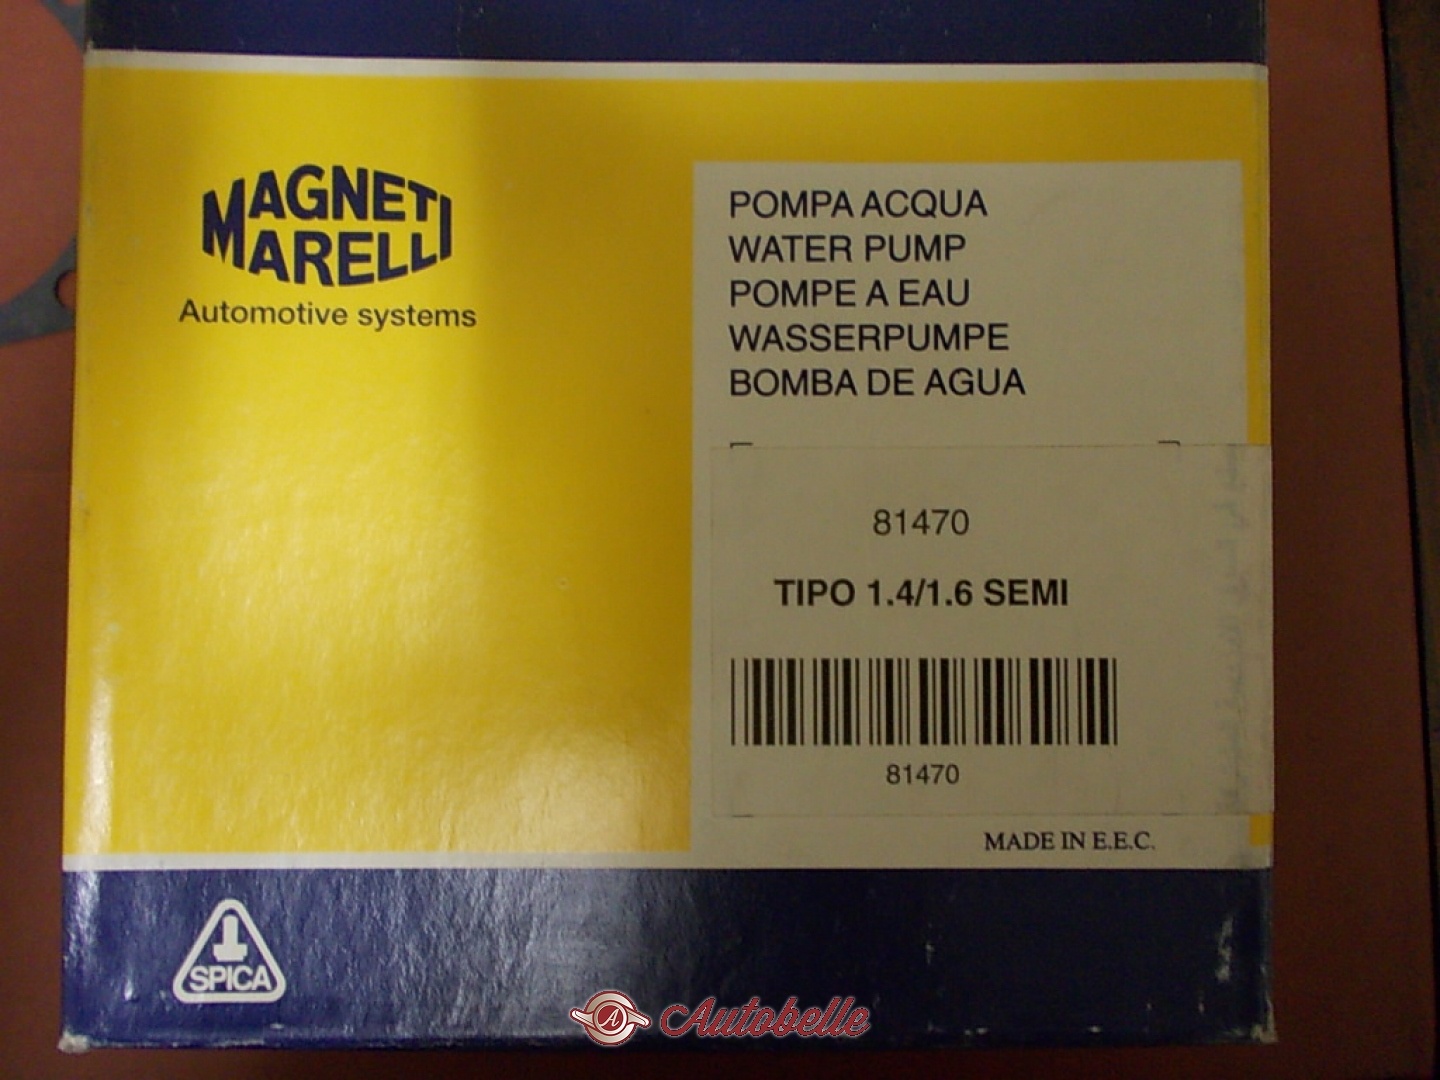 MAGNETI
MARELLI
Automotive systems
POMPA ACQUA
WATER PUMP
POMPE A EAU
WASSERPUMPE
BOMBA DE AGUA
81470
TIPO 1.4/1.6 SEMI
81470
MADE IN E.E.C.
SPICA
A Autobelle